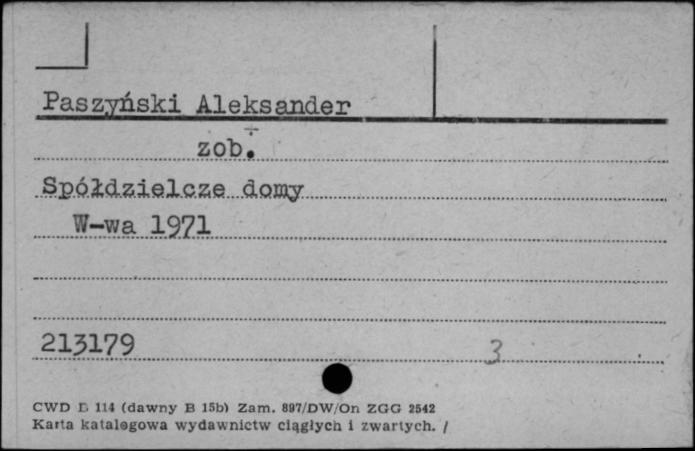 Paszyński Aleksander
zob.
Spółdzielcze domy
W-wa 1971
213179 3
CWD B 114 (dawny B 15b) Zam. 897/DW/On ZGG 2542
Karta katalogowa wydawnictw ciągłych i zwartych. /